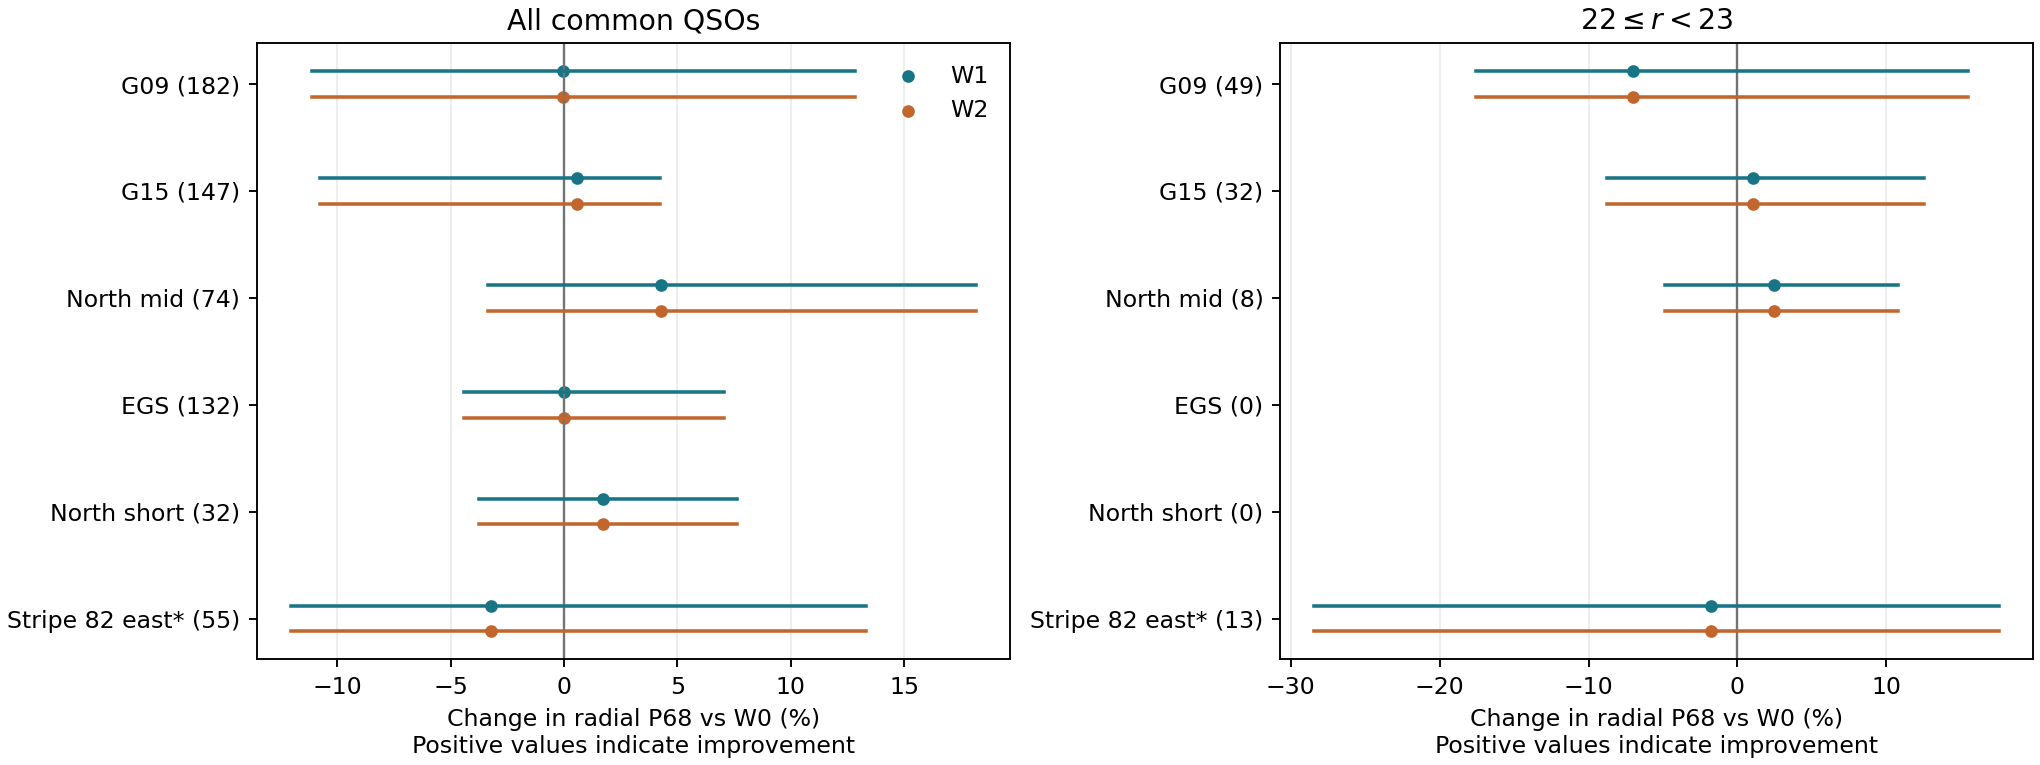 All common QSOs
W1
W2
G09 (182)
G15 (147)
North mid (74)
EGS (132)
North short (32)
Stripe 82 east* (55)
−10 −5 0 5 10 15
Change in radial P68 vs W0 (%)
Positive values indicate improvement
22 ≤ r < 23
G09 (49)
G15 (32)
North mid (8)
EGS (0)
North short (0)
Stripe 82 east* (13)
−30 −20 −10 0 10
Change in radial P68 vs W0 (%)
Positive values indicate improvement